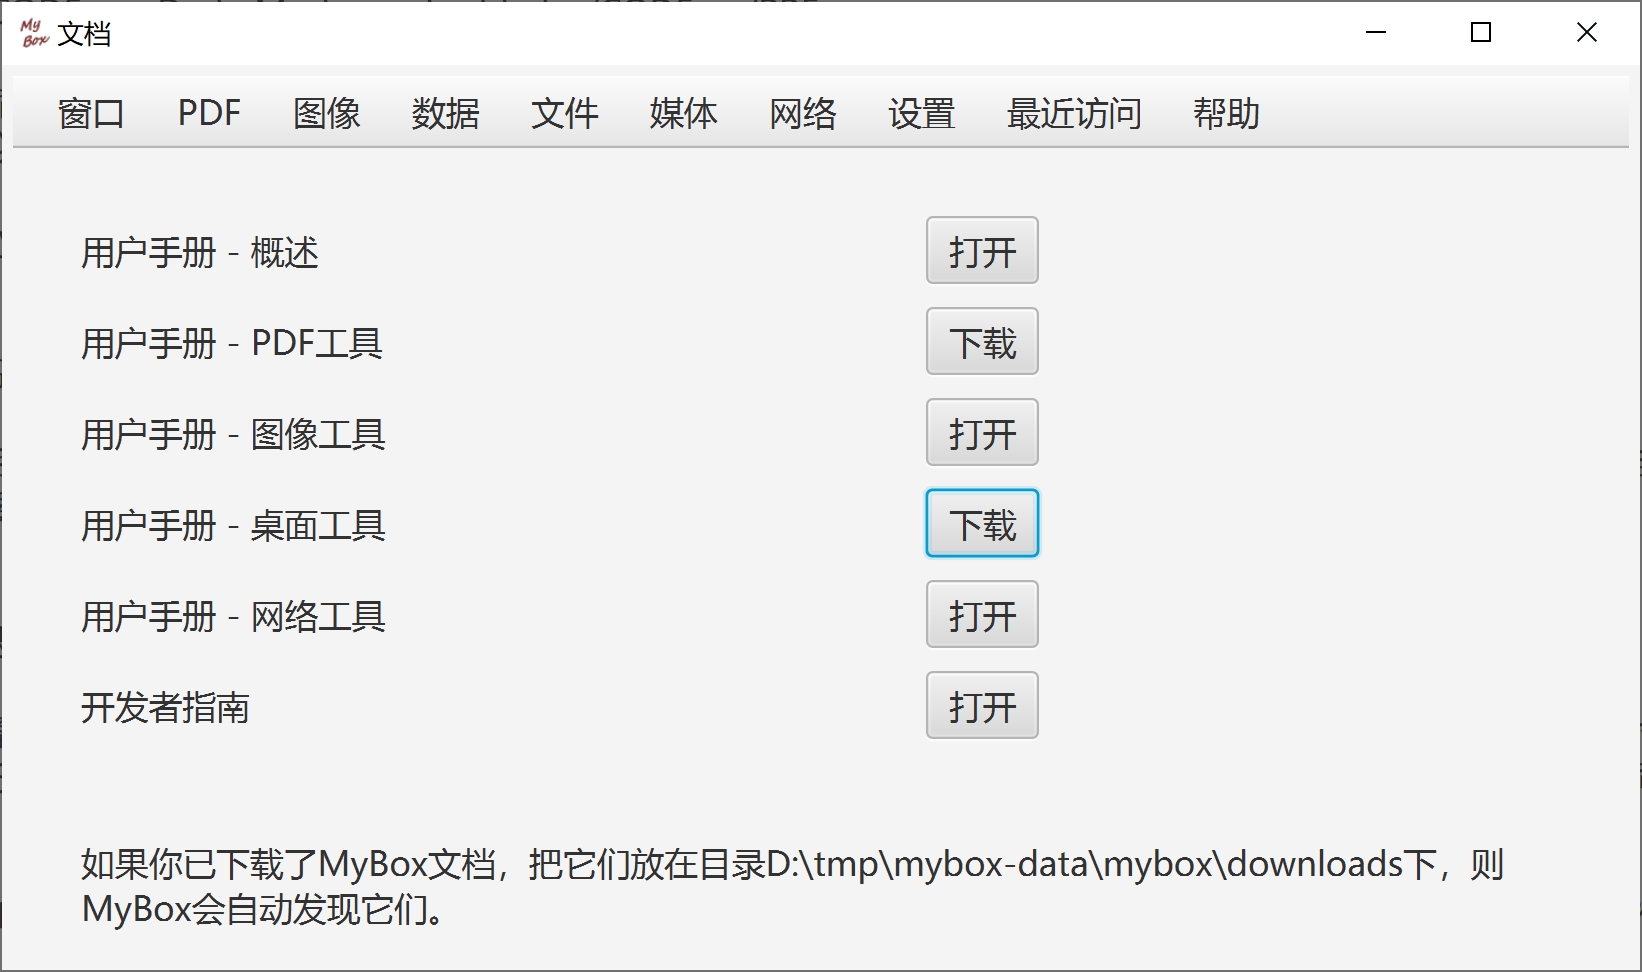 My Box 文档
窗口 PDF 图像 数据 文件 媒体 网络 设置 最近访问 帮助
用户手册 - 概述 打开
用户手册 - PDF工具 下载
用户手册 - 图像工具 打开
用户手册 - 桌面工具 下载
用户手册 - 网络工具 打开
开发者指南 打开
如果你已下载了MyBox文档，把它们放在目录D:\tmp\mybox-data\mybox\downloads下，则
MyBox会自动发现它们。